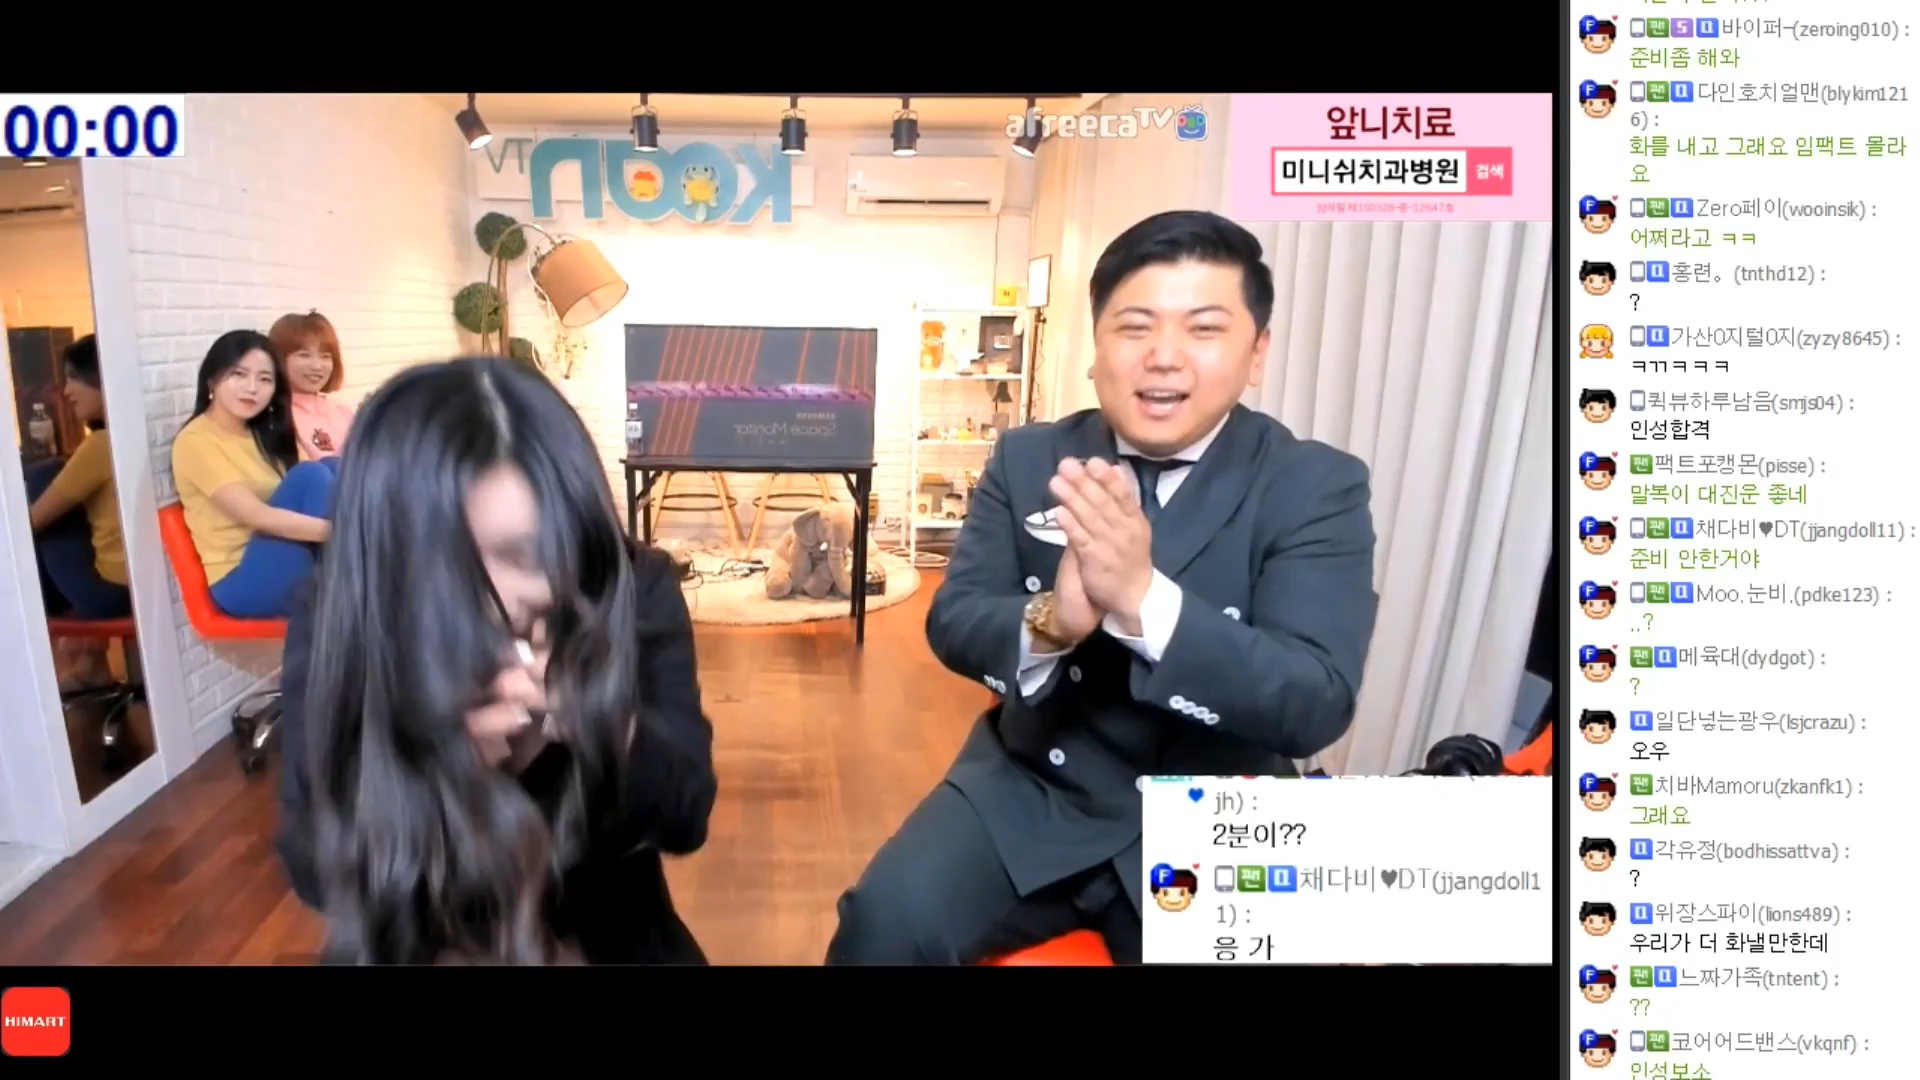 00:00
afreecaTV
koonTV
앞니치료
미니쉬치과병원 검색
Space Monitor
HIMART
jh) :
2분이??
채다비♥DT(jjangdoll1
1) :
응 가
바이퍼-(zeroing010) :
준비좀 해와
다인호치얼맨(blykim121
6) :
화를 내고 그래요 임팩트 몰라
요
Zero페이(wooinsik) :
어쩌라고 ㅋㅋ
홍련。(tnthd12) :
?
가산0지털0지(zyzy8645) :
ㅋㄲㅋㅋㅋ
퀵뷰하루남음(smjs04) :
인성합격
팩트포캥몬(pisse) :
말복이 대진운 좋네
채다비♥DT(jjangdoll11) :
준비 안한거야
Moo.눈비.(pdke123) :
..?
메육대(dydgot) :
?
일단넣는광우(lsjcrazu) :
오우
치바Mamoru(zkanfk1) :
그래요
각유정(bodhissattva) :
?
위장스파이(lions489) :
우리가 더 화낼만한데
느짜가족(tntent) :
??
코어어드밴스(vkqnf) :
인성보소